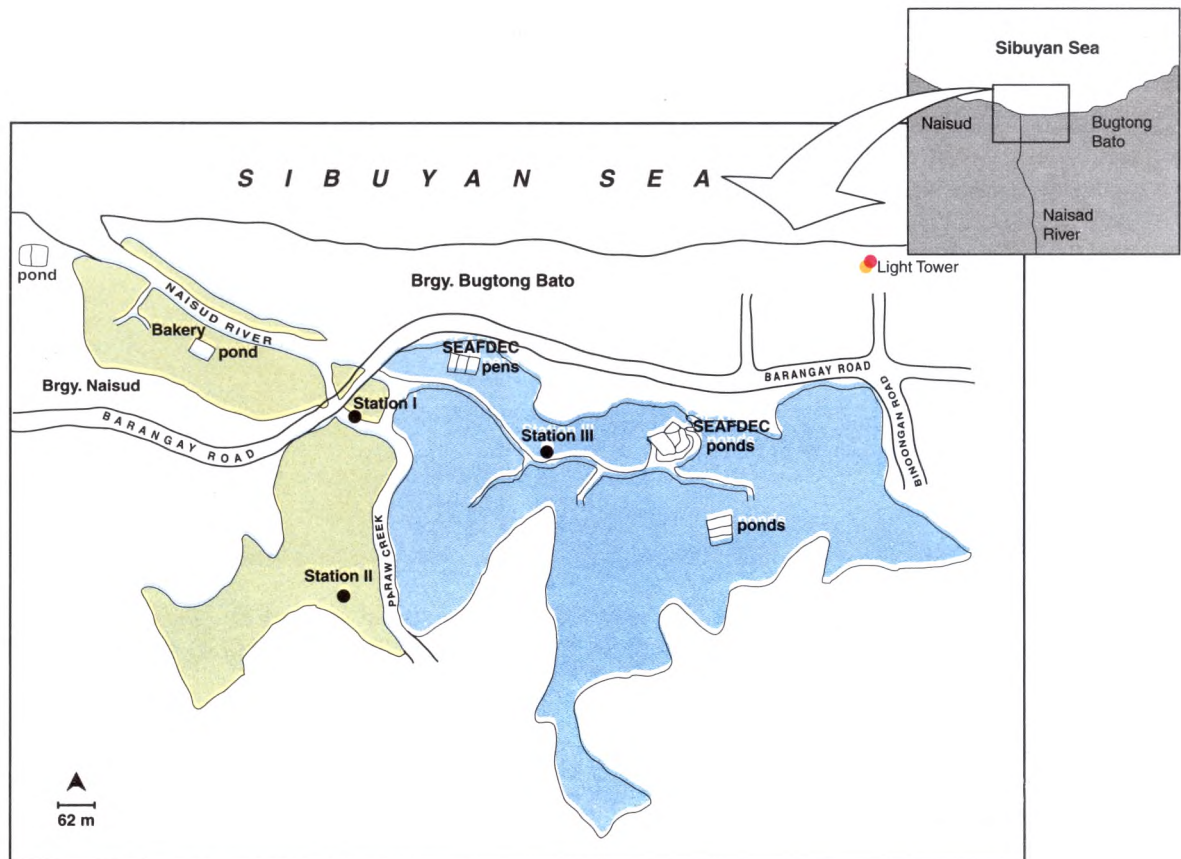 Sibuyan Sea
Naisud
Bugtong
Bato
Naisad
River
SIBUYAN SEA
Light Tower
pond
Brgy. Bugtong Bato
NAISUD RIVER
Bakery
pond
SEAFDEC
pens
Brgy. Naisud
BARANGAY ROAD
BARANGAY ROAD
BINOONGAN ROAD
Station I
Station III
SEAFDEC
ponds
ponds
PARAW CREEK
Station II
62 m